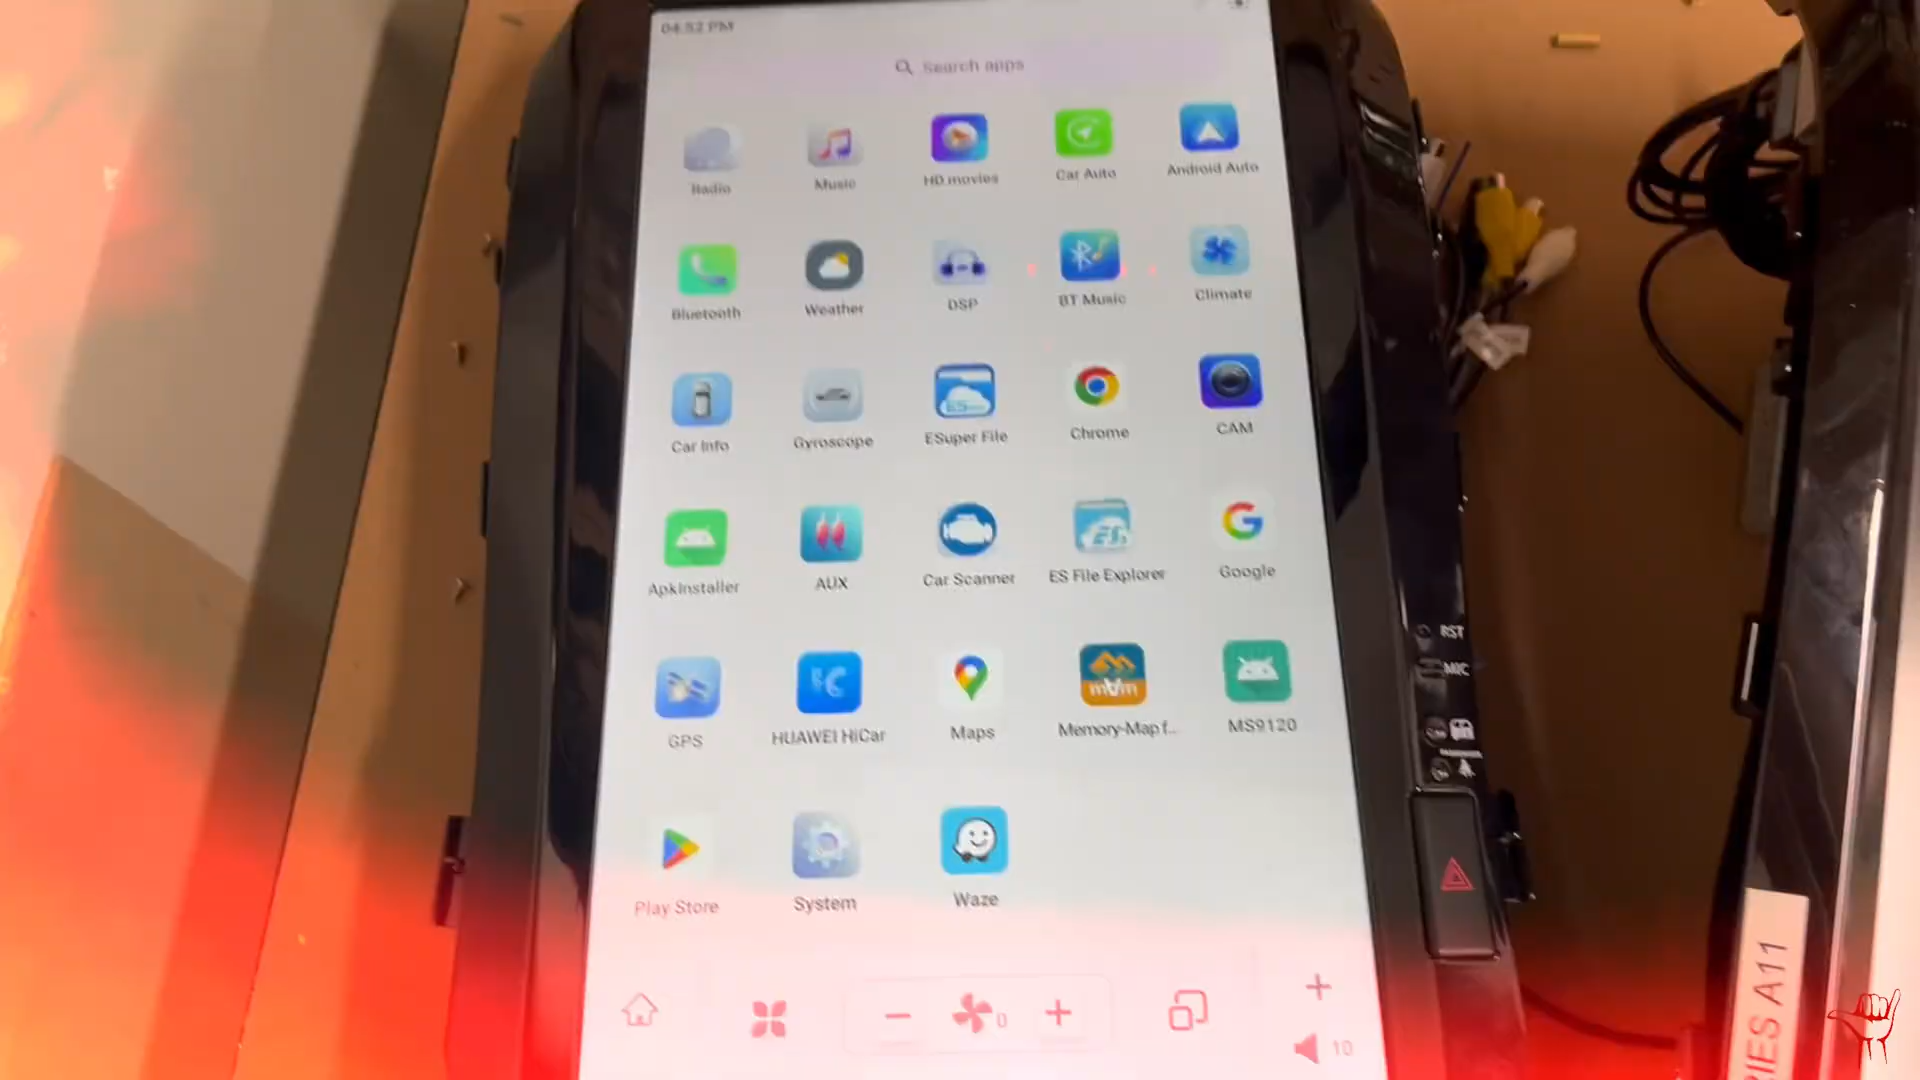 04:52 PM
Search apps
Radio
Music
HD movies
Car Auto
Android Auto
Bluetooth
Weather
DSP
BT Music
Climate
Car Info
Gyroscope
ESuper File
Chrome
CAM
ApkInstaller
AUX
Car Scanner
ES File Explorer
Google
GPS
HUAWEI HiCar
Maps
Memory-Map f...
MS9120
Play Store
System
Waze
0
10
RST
MIC
RIES A11